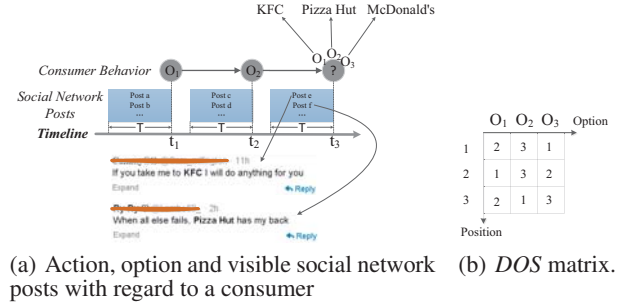 KFC Pizza Hut McDonald's
O1 O2 O3
Consumer Behavior O1 O2 ?
Social Network Posts
Post a
Post b
...
Post c
Post d
...
Post e
Post f
...
T T T
Timeline t1 t2 t3
11h
If you take me to KFC I will do anything for you
Expand Reply
2h
When all else fails, Pizza Hut has my back
Expand Reply
(a) Action, option and visible social network
posts with regard to a consumer
O1 O2 O3 Option
1 2 3 1
2 1 3 2
3 2 1 3
Position
(b) DOS matrix.